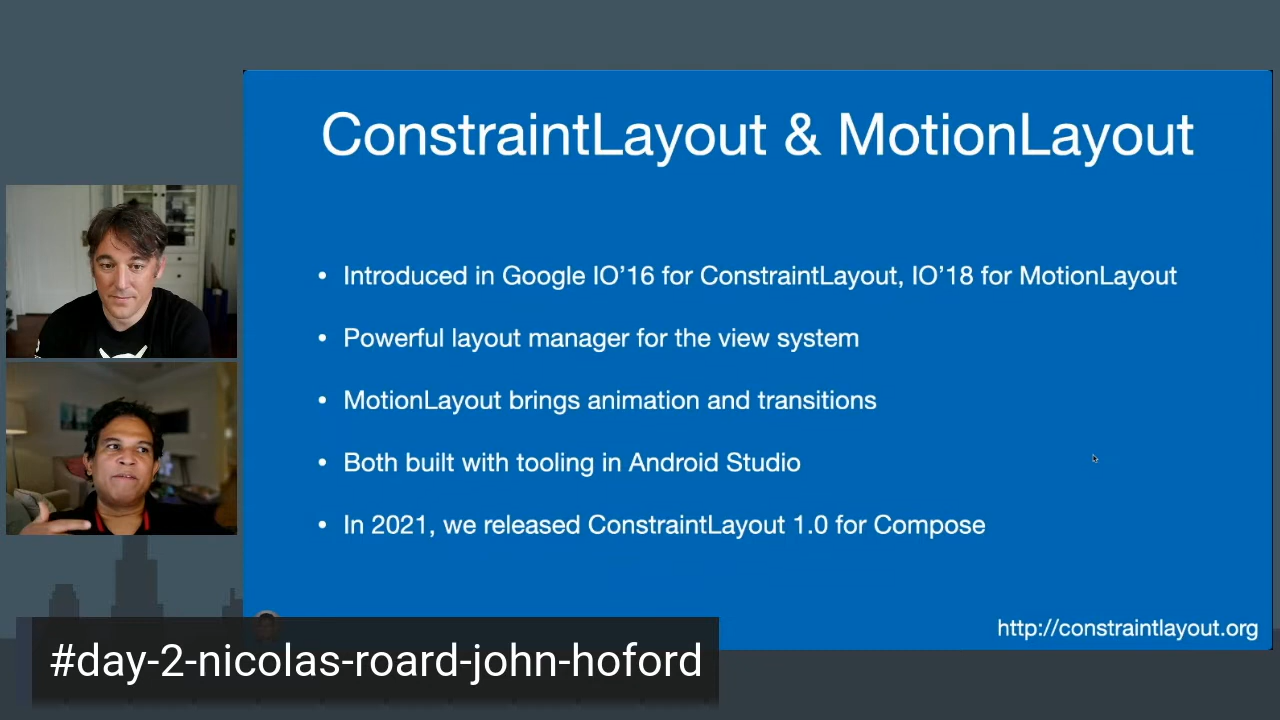 ConstraintLayout & MotionLayout
• Introduced in Google IO’16 for ConstraintLayout, IO’18 for MotionLayout
• Powerful layout manager for the view system
• MotionLayout brings animation and transitions
• Both built with tooling in Android Studio
• In 2021, we released ConstraintLayout 1.0 for Compose
http://constraintlayout.org
#day-2-nicolas-roard-john-hoford